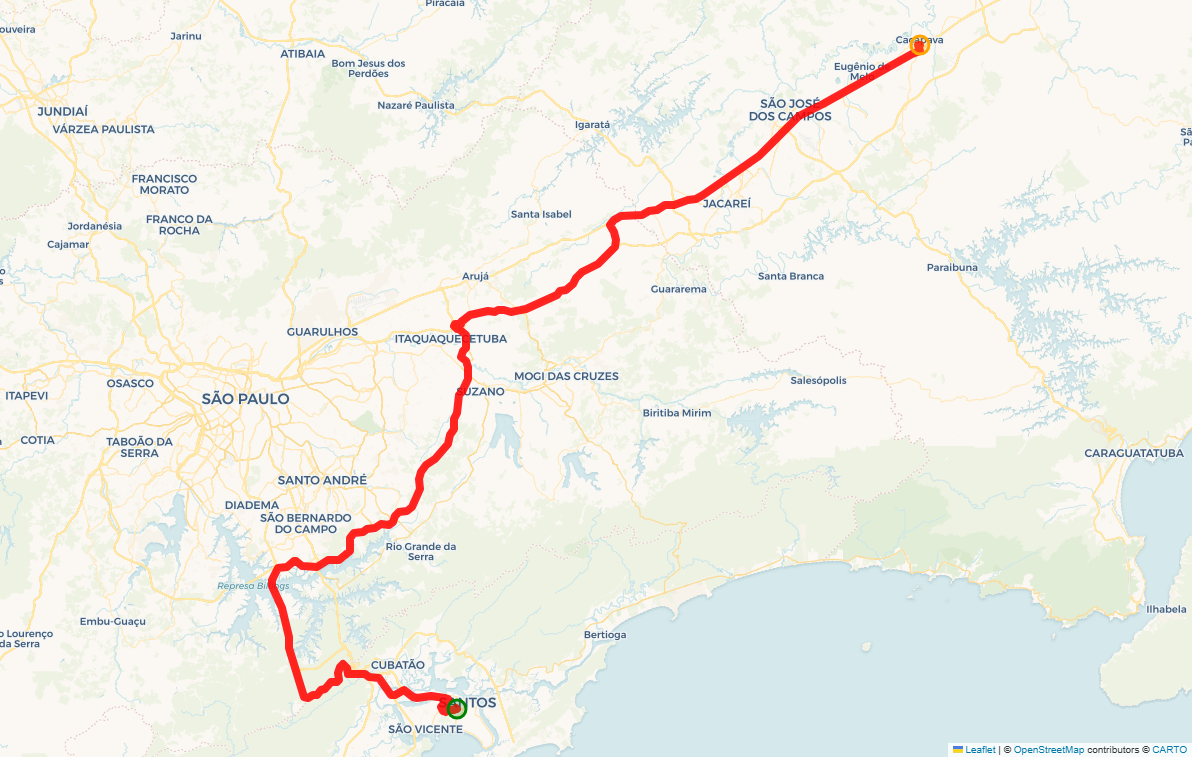 Piracaia
ouveira
Jarinu
ATIBAIA
Bom Jesus dos
Perdões
Caçapava
Eugênio de
Melo
JUNDIAÍ
VÁRZEA PAULISTA
Nazaré Paulista
Igaratá
SÃO JOSÉ
DOS CAMPOS
Sã
Pa
FRANCISCO
MORATO
Jordanésia
FRANCO DA
ROCHA
Cajamar
Santa Isabel
JACAREÍ
o
s
Arujá
Guararema
Santa Branca
Paraibuna
GUARULHOS
ITAQUAQUECETUBA
OSASCO
ITAPEVI
SÃO PAULO
SUZANO
MOGI DAS CRUZES
Salesópolis
Biritiba Mirim
COTIA
TABOÃO DA
SERRA
CARAGUATATUBA
SANTO ANDRÉ
DIADEMA
SÃO BERNARDO
DO CAMPO
Rio Grande da
Serra
Represa Billings
Embu-Guaçu
o Lourenço
da Serra
Ilhabela
Bertioga
CUBATÃO
SANTOS
SÃO VICENTE
Leaflet | © OpenStreetMap contributors © CARTO